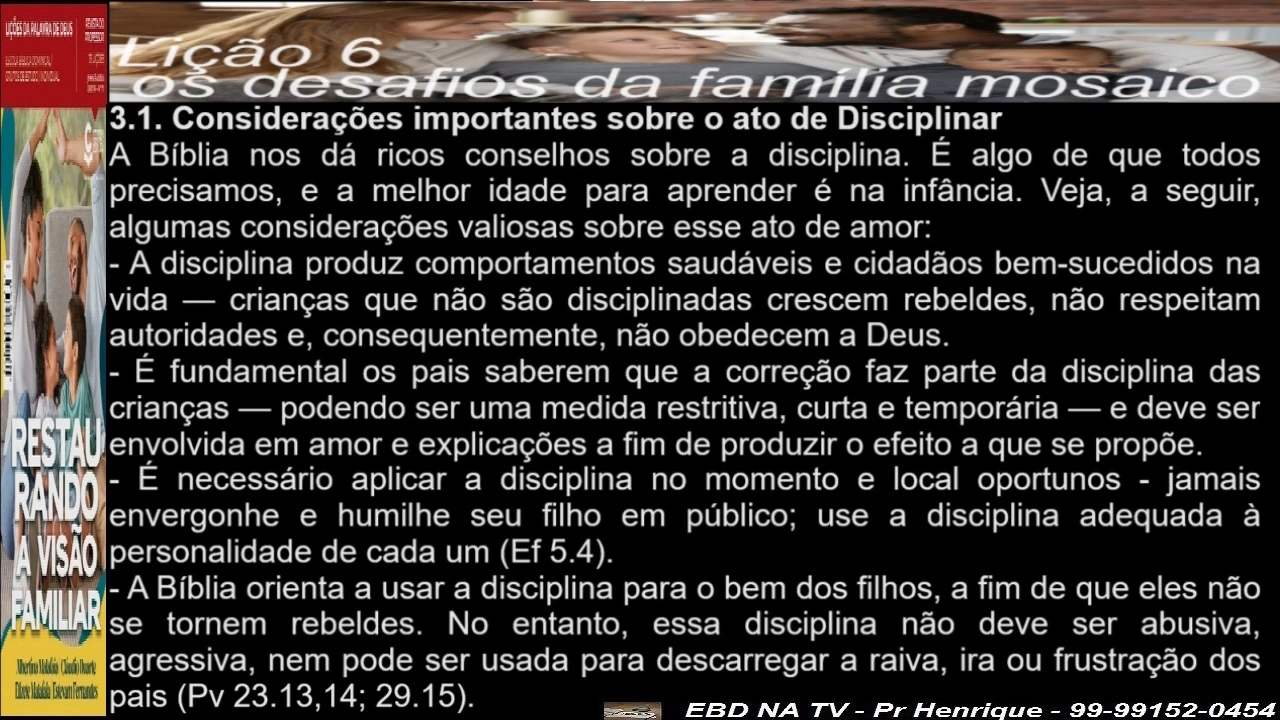 LIÇÕES DA PALAVRA DE DEUS
REVISTA DO
PROFESSOR
Lição 6
os desafios da família mosaico
3.1. Considerações importantes sobre o ato de Disciplinar
A Bíblia nos dá ricos conselhos sobre a disciplina. É algo de que todos
precisamos, e a melhor idade para aprender é na infância. Veja, a seguir,
algumas considerações valiosas sobre esse ato de amor:
- A disciplina produz comportamentos saudáveis e cidadãos bem-sucedidos na
vida — crianças que não são disciplinadas crescem rebeldes, não respeitam
autoridades e, consequentemente, não obedecem a Deus.
- É fundamental os pais saberem que a correção faz parte da disciplina das
crianças — podendo ser uma medida restritiva, curta e temporária — e deve ser
envolvida em amor e explicações a fim de produzir o efeito a que se propõe.
- É necessário aplicar a disciplina no momento e local oportunos - jamais
envergonhe e humilhe seu filho em público; use a disciplina adequada à
personalidade de cada um (Ef 5.4).
- A Bíblia orienta a usar a disciplina para o bem dos filhos, a fim de que eles não
se tornem rebeldes. No entanto, essa disciplina não deve ser abusiva,
agressiva, nem pode ser usada para descarregar a raiva, ira ou frustração dos
pais (Pv 23.13,14; 29.15).
RESTAU
RANDO
A VISÃO
FAMILIAR
EBD NA TV - Pr Henrique - 99-99152-0454